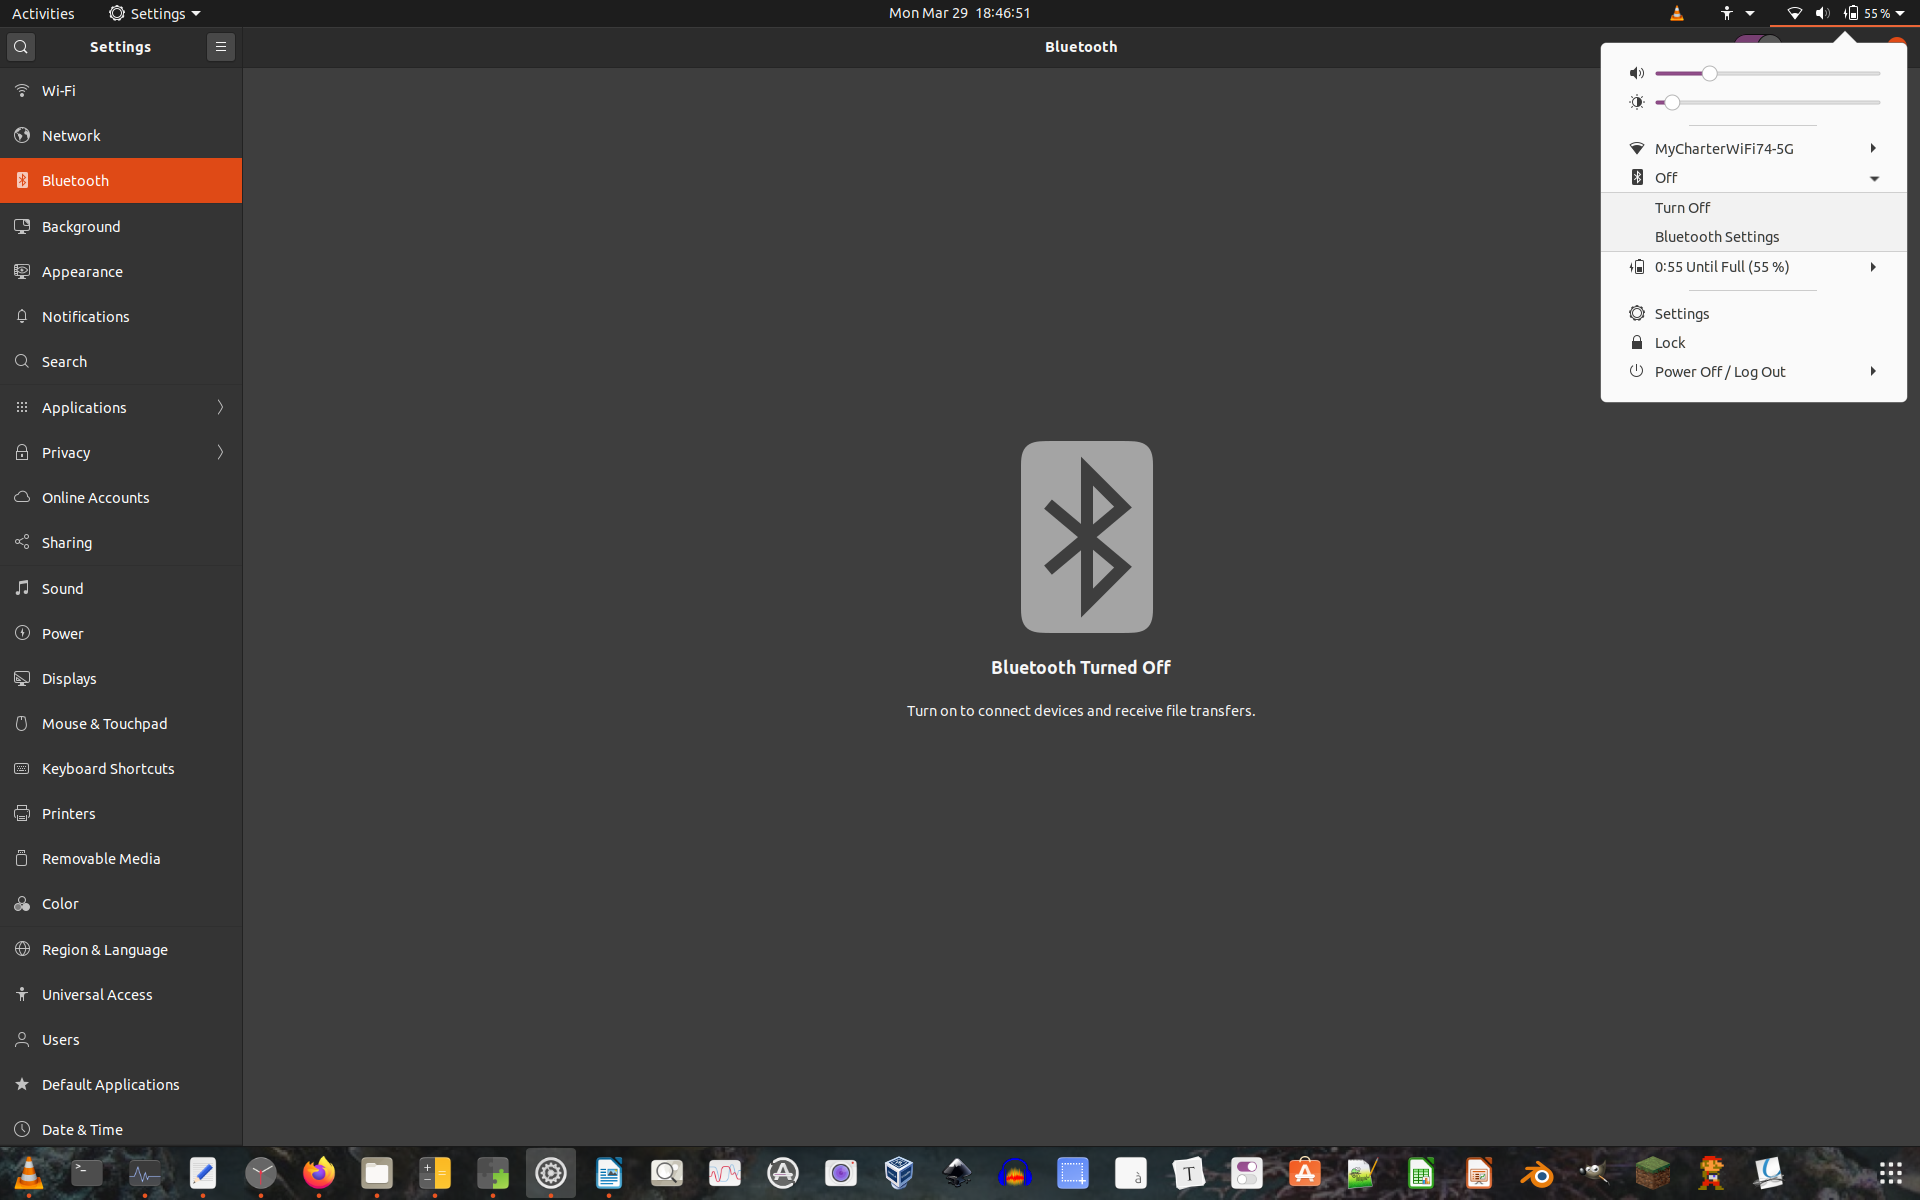 Activities
Settings
Mon Mar 29 18:46:51
55 %
Settings
Bluetooth
Wi-Fi
Network
Bluetooth
Background
Appearance
Notifications
Search
Applications
Privacy
Online Accounts
Sharing
Sound
Power
Displays
Mouse & Touchpad
Keyboard Shortcuts
Printers
Removable Media
Color
Region & Language
Universal Access
Users
Default Applications
Date & Time
Bluetooth Turned Off
Turn on to connect devices and receive file transfers.
MyCharterWiFi74-5G
Off
Turn Off
Bluetooth Settings
0:55 Until Full (55 %)
Settings
Lock
Power Off / Log Out